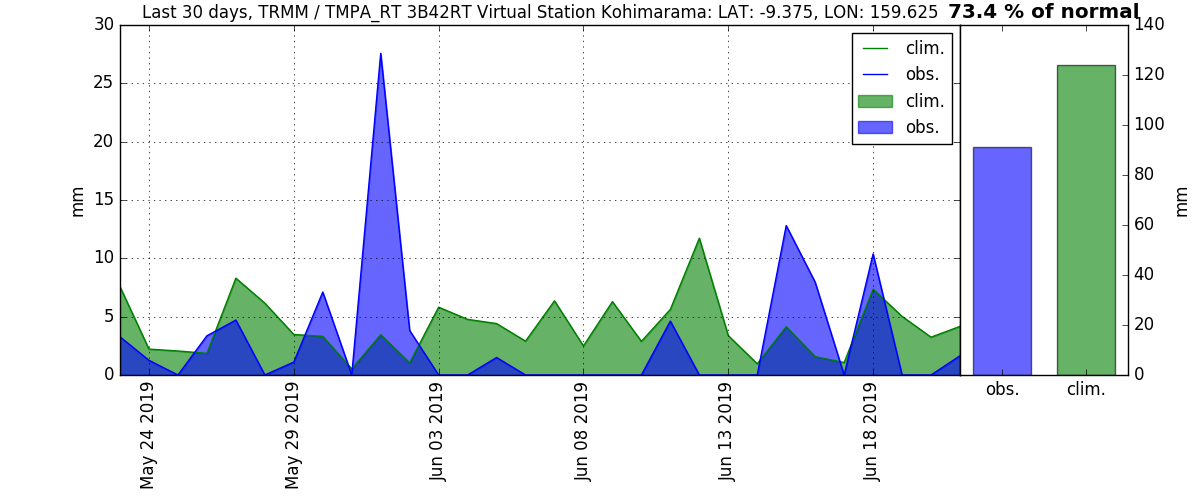 Last 30 days, TRMM / TMPA_RT 3B42RT Virtual Station Kohimarama: LAT: -9.375, LON: 159.625 73.4 % of normal
30
25
20
15
10
5
0
mm
clim.
obs.
clim.
obs.
May 24 2019
May 29 2019
Jun 03 2019
Jun 08 2019
Jun 13 2019
Jun 18 2019
140
120
100
80
60
40
20
0
mm
obs. clim.